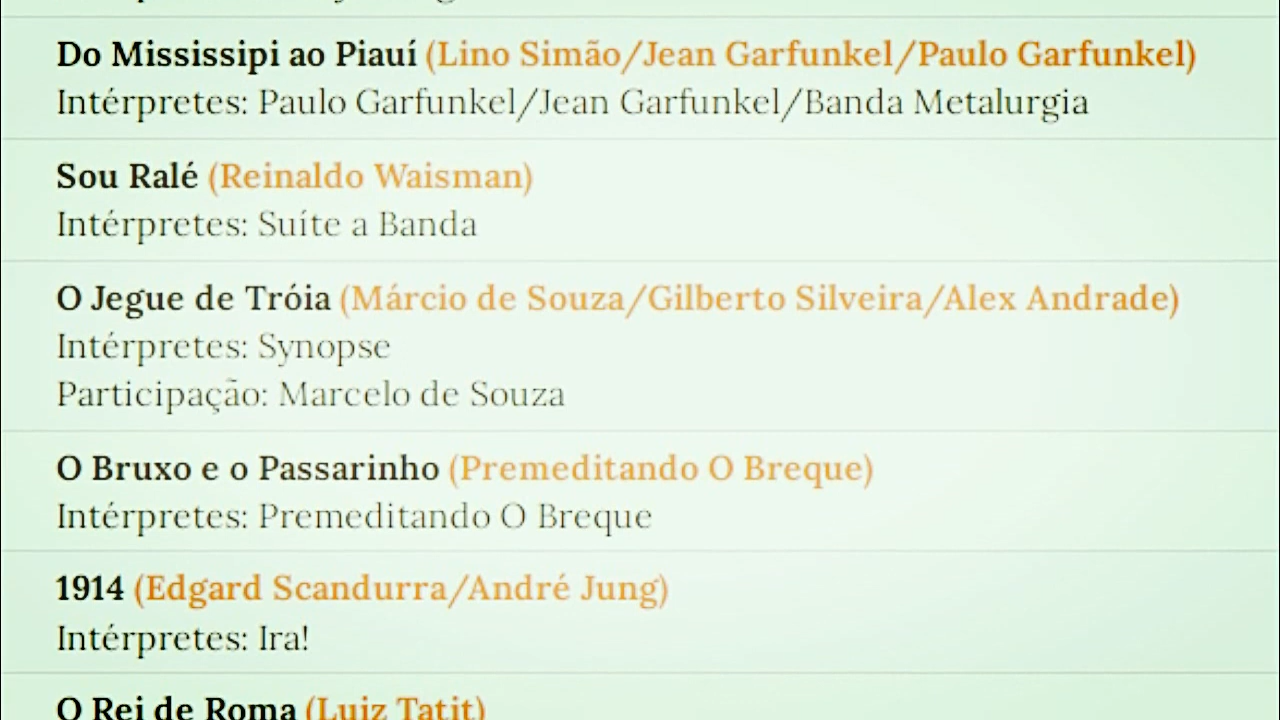 Do Mississipi ao Piauí (Lino Simão/Jean Garfunkel/Paulo Garfunkel)
Intérpretes: Paulo Garfunkel/Jean Garfunkel/Banda Metalurgia
Sou Ralé (Reinaldo Waisman)
Intérpretes: Suíte a Banda
O Jegue de Tróia (Márcio de Souza/Gilberto Silveira/Alex Andrade)
Intérpretes: Synopse
Participação: Marcelo de Souza
O Bruxo e o Passarinho (Premeditando O Breque)
Intérpretes: Premeditando O Breque
1914 (Edgard Scandurra/André Jung)
Intérpretes: Ira!
O Rei de Roma (Luiz Tatit)